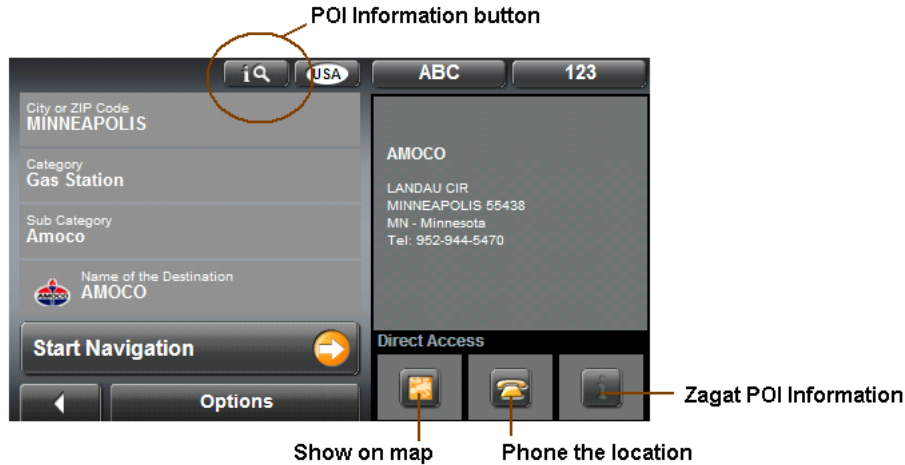 POI Information button
USA
ABC
123
City or ZIP Code
MINNEAPOLIS
Category
Gas Station
Sub Category
Amoco
Name of the Destination
AMOCO
AMOCO
AMOCO
LANDAU CIR
MINNEAPOLIS 55438
MN - Minnesota
Tel: 952-944-5470
Start Navigation
Options
Direct Access
Zagat POI Information
Show on map
Phone the location